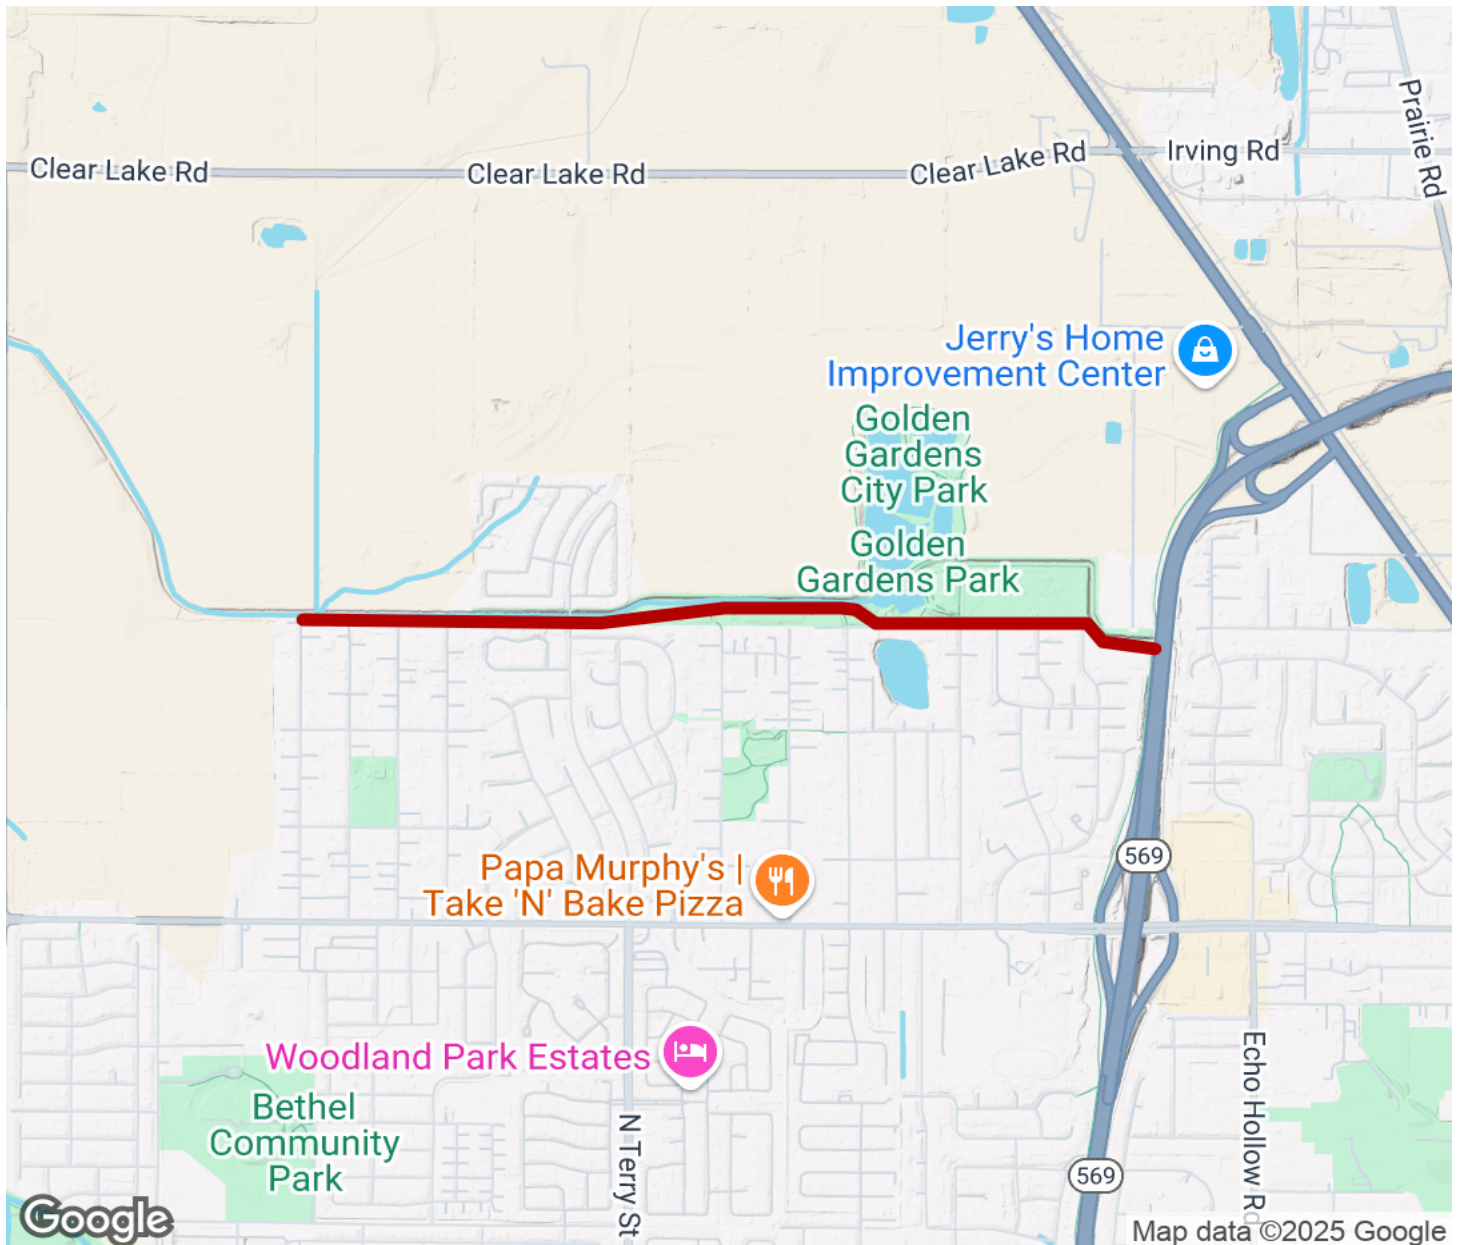 Clear Lake Rd
Clear Lake Rd
Clear Lake Rd
Irving Rd
Prairie Rd
Jerry's Home
Improvement Center
Golden
Gardens
City Park
Golden
Gardens Park
569
Papa Murphy's |
Take 'N' Bake Pizza
Woodland Park Estates
Bethel
Community
Park
N Terry St
Echo Hollow Rd
569
Google
Map data ©2025 Google